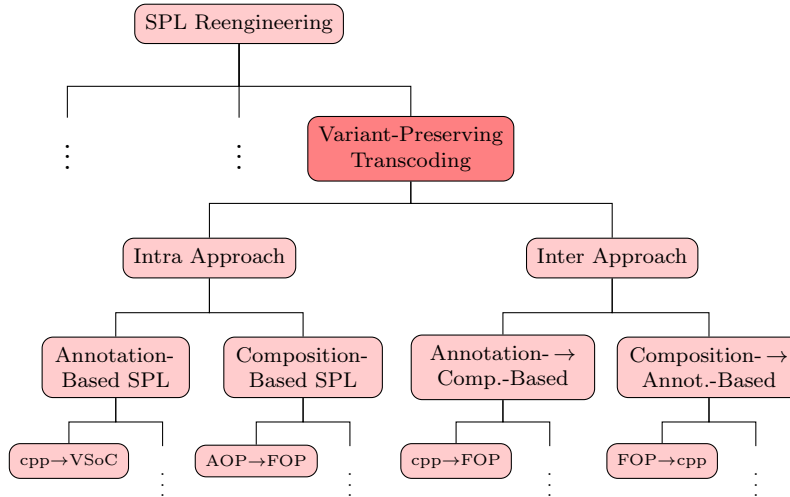 SPL Reengineering
⋮ ⋮
Variant-Preserving
Transcoding
Intra Approach
Inter Approach
Annotation-
Based SPL
Composition-
Based SPL
Annotation- →
Comp.-Based
Composition- →
Annot.-Based
cpp→VSoC
AOP→FOP
cpp→FOP
FOP→cpp
⋮ ⋮ ⋮ ⋮